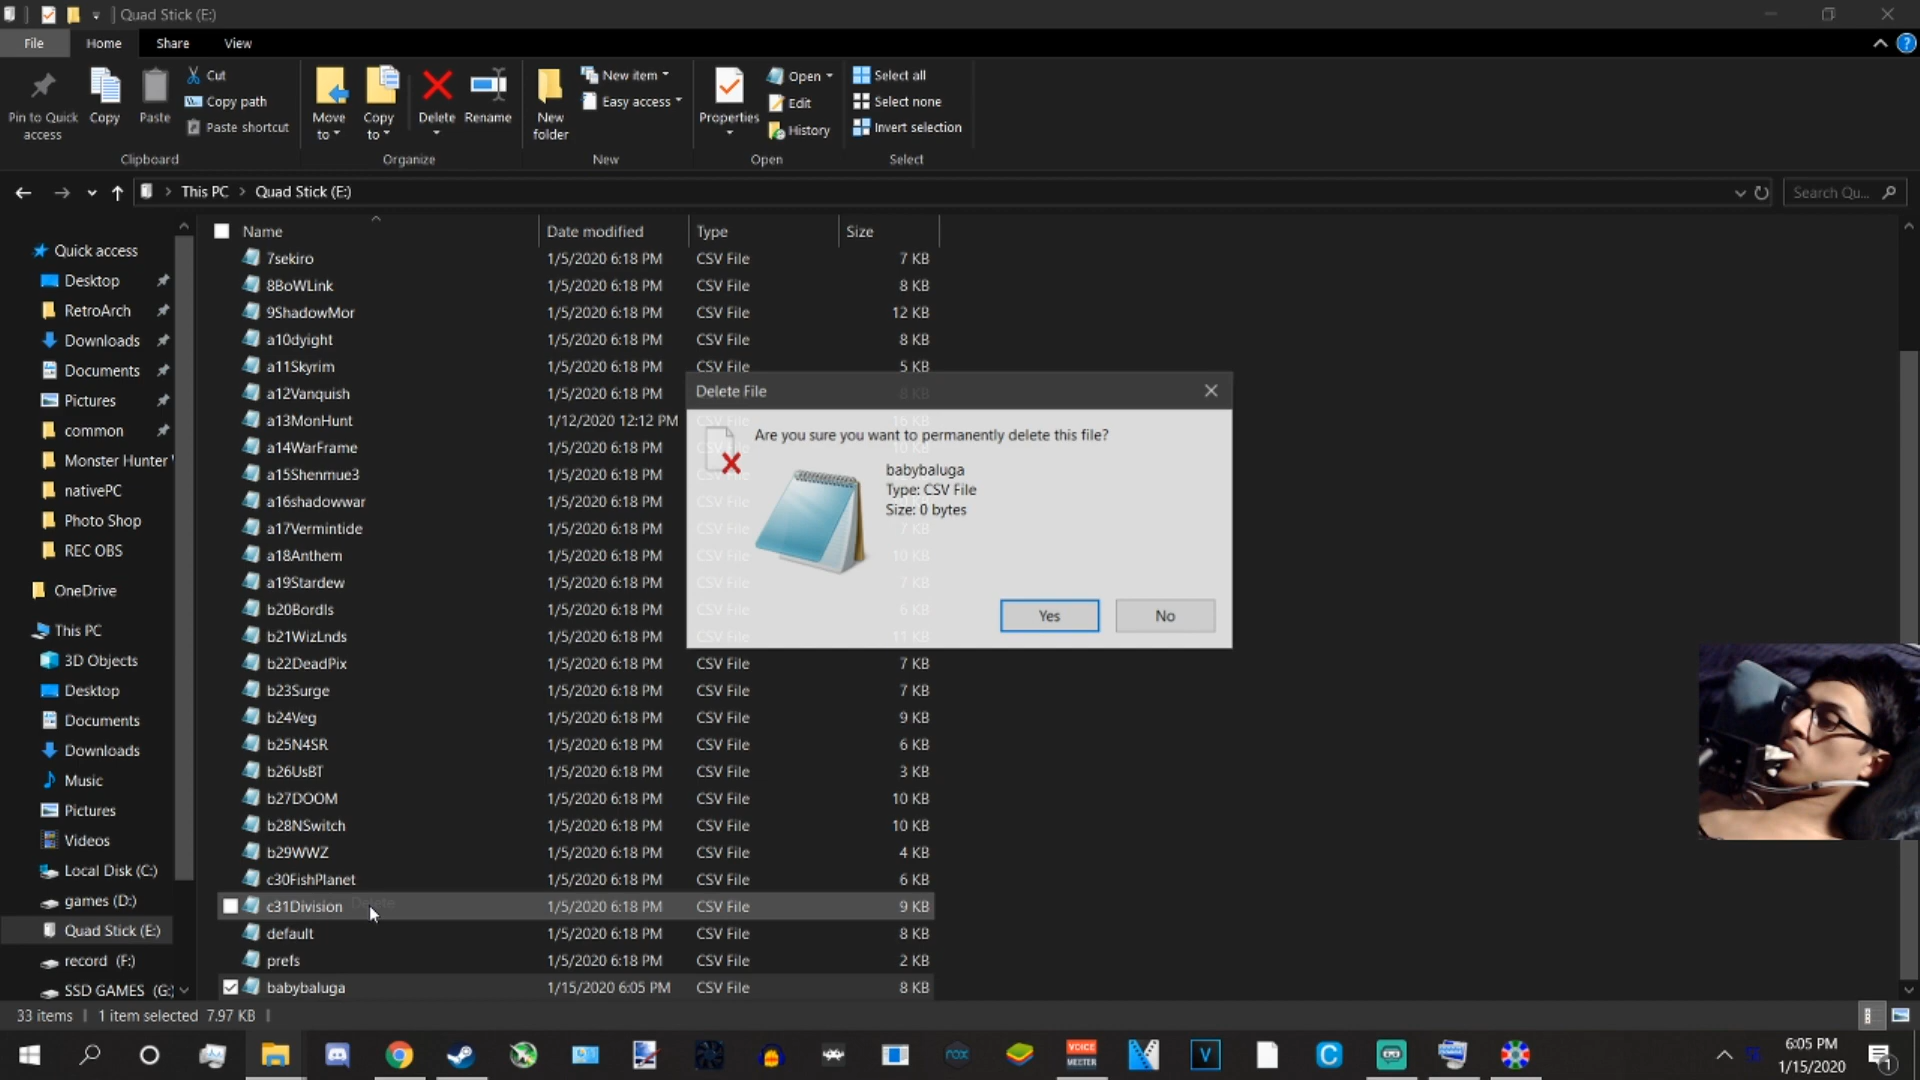 Quad Stick (E:)
File Home Share View
Pin to Quick access
Copy
Paste
Cut
Copy path
Paste shortcut
Clipboard
Move to
Copy to
Delete
Rename
Organize
New folder
New item
Easy access
New
Properties
Open
Edit
History
Open
Select all
Select none
Invert selection
Select
This PC > Quad Stick (E:)
Search Qu...
Quick access
Desktop
RetroArch
Downloads
Documents
Pictures
common
Monster Hunter
nativePC
Photo Shop
REC OBS
OneDrive
This PC
3D Objects
Desktop
Documents
Downloads
Music
Pictures
Videos
Local Disk (C:)
games (D:)
Quad Stick (E:)
record (F:)
SSD GAMES (G:)
Name Date modified Type Size
7sekiro 1/5/2020 6:18 PM CSV File 7 KB
8BoWLink 1/5/2020 6:18 PM CSV File 8 KB
9ShadowMor 1/5/2020 6:18 PM CSV File 12 KB
a10dyight 1/5/2020 6:18 PM CSV File 8 KB
a11Skyrim 1/5/2020 6:18 PM CSV File 5 KB
a12Vanquish 1/5/2020 6:18 PM
a13MonHunt 1/12/2020 12:12 PM
a14WarFrame 1/5/2020 6:18 PM
a15Shenmue3 1/5/2020 6:18 PM
a16shadowwar 1/5/2020 6:18 PM
a17Vermintide 1/5/2020 6:18 PM
a18Anthem 1/5/2020 6:18 PM
a19Stardew 1/5/2020 6:18 PM
b20Bordls 1/5/2020 6:18 PM
b21WizLnds 1/5/2020 6:18 PM
b22DeadPix 1/5/2020 6:18 PM CSV File 7 KB
b23Surge 1/5/2020 6:18 PM CSV File 7 KB
b24Veg 1/5/2020 6:18 PM CSV File 9 KB
b25N4SR 1/5/2020 6:18 PM CSV File 6 KB
b26UsBT 1/5/2020 6:18 PM CSV File 3 KB
b27DOOM 1/5/2020 6:18 PM CSV File 10 KB
b28NSwitch 1/5/2020 6:18 PM CSV File 10 KB
b29WWZ 1/5/2020 6:18 PM CSV File 4 KB
c30FishPlanet 1/5/2020 6:18 PM CSV File 6 KB
c31Division Delete 1/5/2020 6:18 PM CSV File 9 KB
default 1/5/2020 6:18 PM CSV File 8 KB
prefs 1/5/2020 6:18 PM CSV File 2 KB
babybaluga 1/15/2020 6:05 PM CSV File 8 KB
Delete File
Are you sure you want to permanently delete this file?
babybaluga
Type: CSV File
Size: 0 bytes
Yes No
33 items 1 item selected 7.97 KB
nox
VOICE
MEETER
V
C
6:05 PM
1/15/2020
1